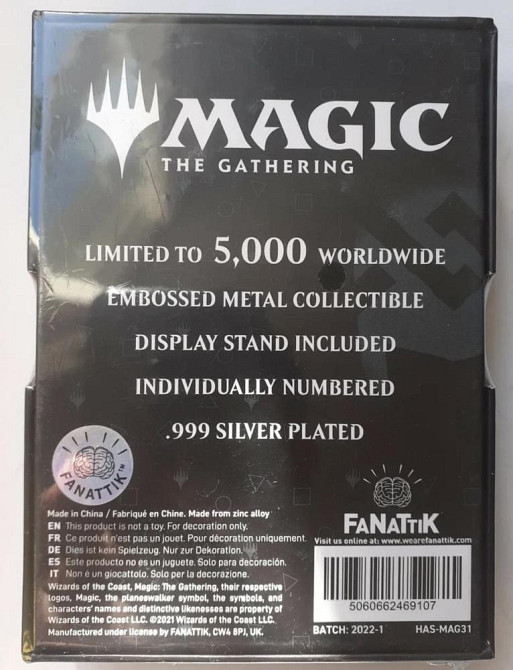 MAGIC
THE GATHERING
LIMITED TO 5,000 WORLDWIDE
EMBOSSED METAL COLLECTIBLE
DISPLAY STAND INCLUDED
INDIVIDUALLY NUMBERED
.999 SILVER PLATED
FANATTIK™
Made in China / Fabriqué en Chine. Made from zinc alloy
EN This product is not a toy. For decoration only.
FR Ce produit n'est pas un jouet. Pour décoration uniquement.
DE Dies ist kein Spielzeug. Nur zur Dekoration.
ES Este producto no es un juguete. Solo para decoración.
IT Non è un giocattolo. Solo per la decorazione.
Wizards of the Coast, Magic: The Gathering, their respective
logos, Magic, the planeswalker symbol, the symbols, and
characters' names and distinctive likenesses are property of
Wizards of the Coast LLC. ©2021 Wizards of the Coast LLC.
Manufactured under license by FANATTIK, CW4 8PJ, UK.
FANATTIK
Visit us online at: www.wearefanattik.com
5060662469107
BATCH: 2022-1 HAS-MAG31